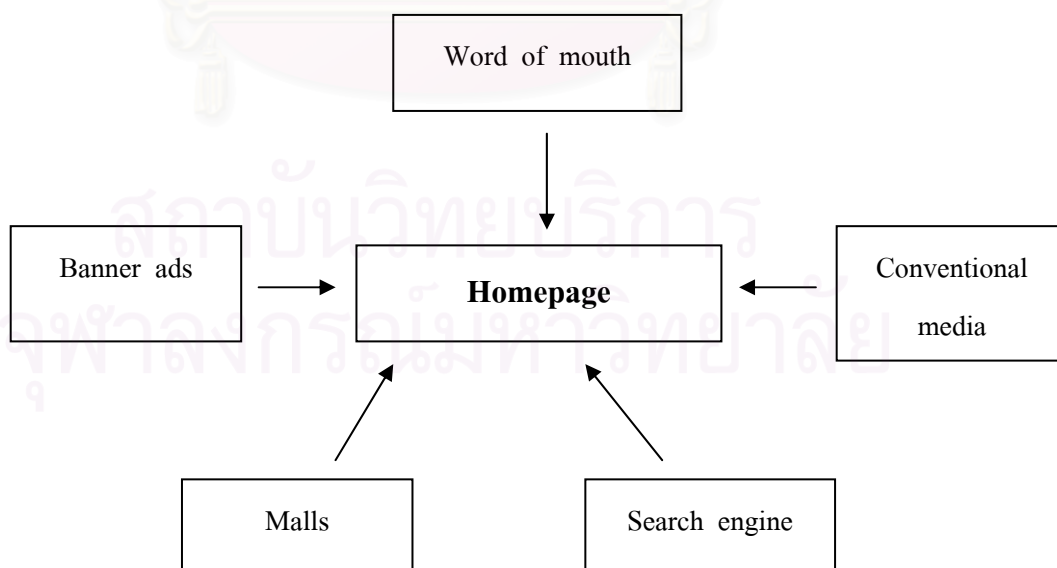 Word of mouth
สถาบันวิทยบริการ
Banner ads
Homepage
Conventional
media
จุฬาลงกรณ์มหาวิทยาลัย
Malls
Search engine